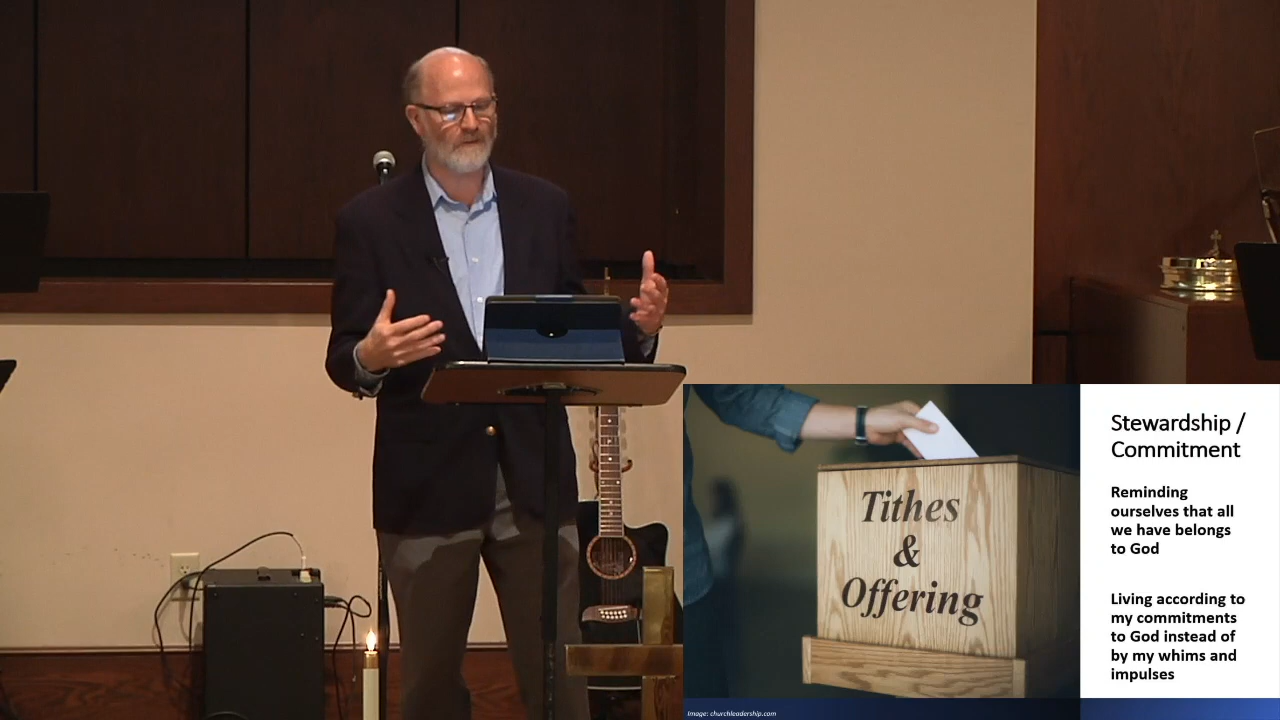 Tithes
&
Offering
Stewardship /
Commitment
Reminding
ourselves that all
we have belongs
to God
Living according to
my commitments
to God instead of
by my whims and
impulses
Image: churchleadership.com